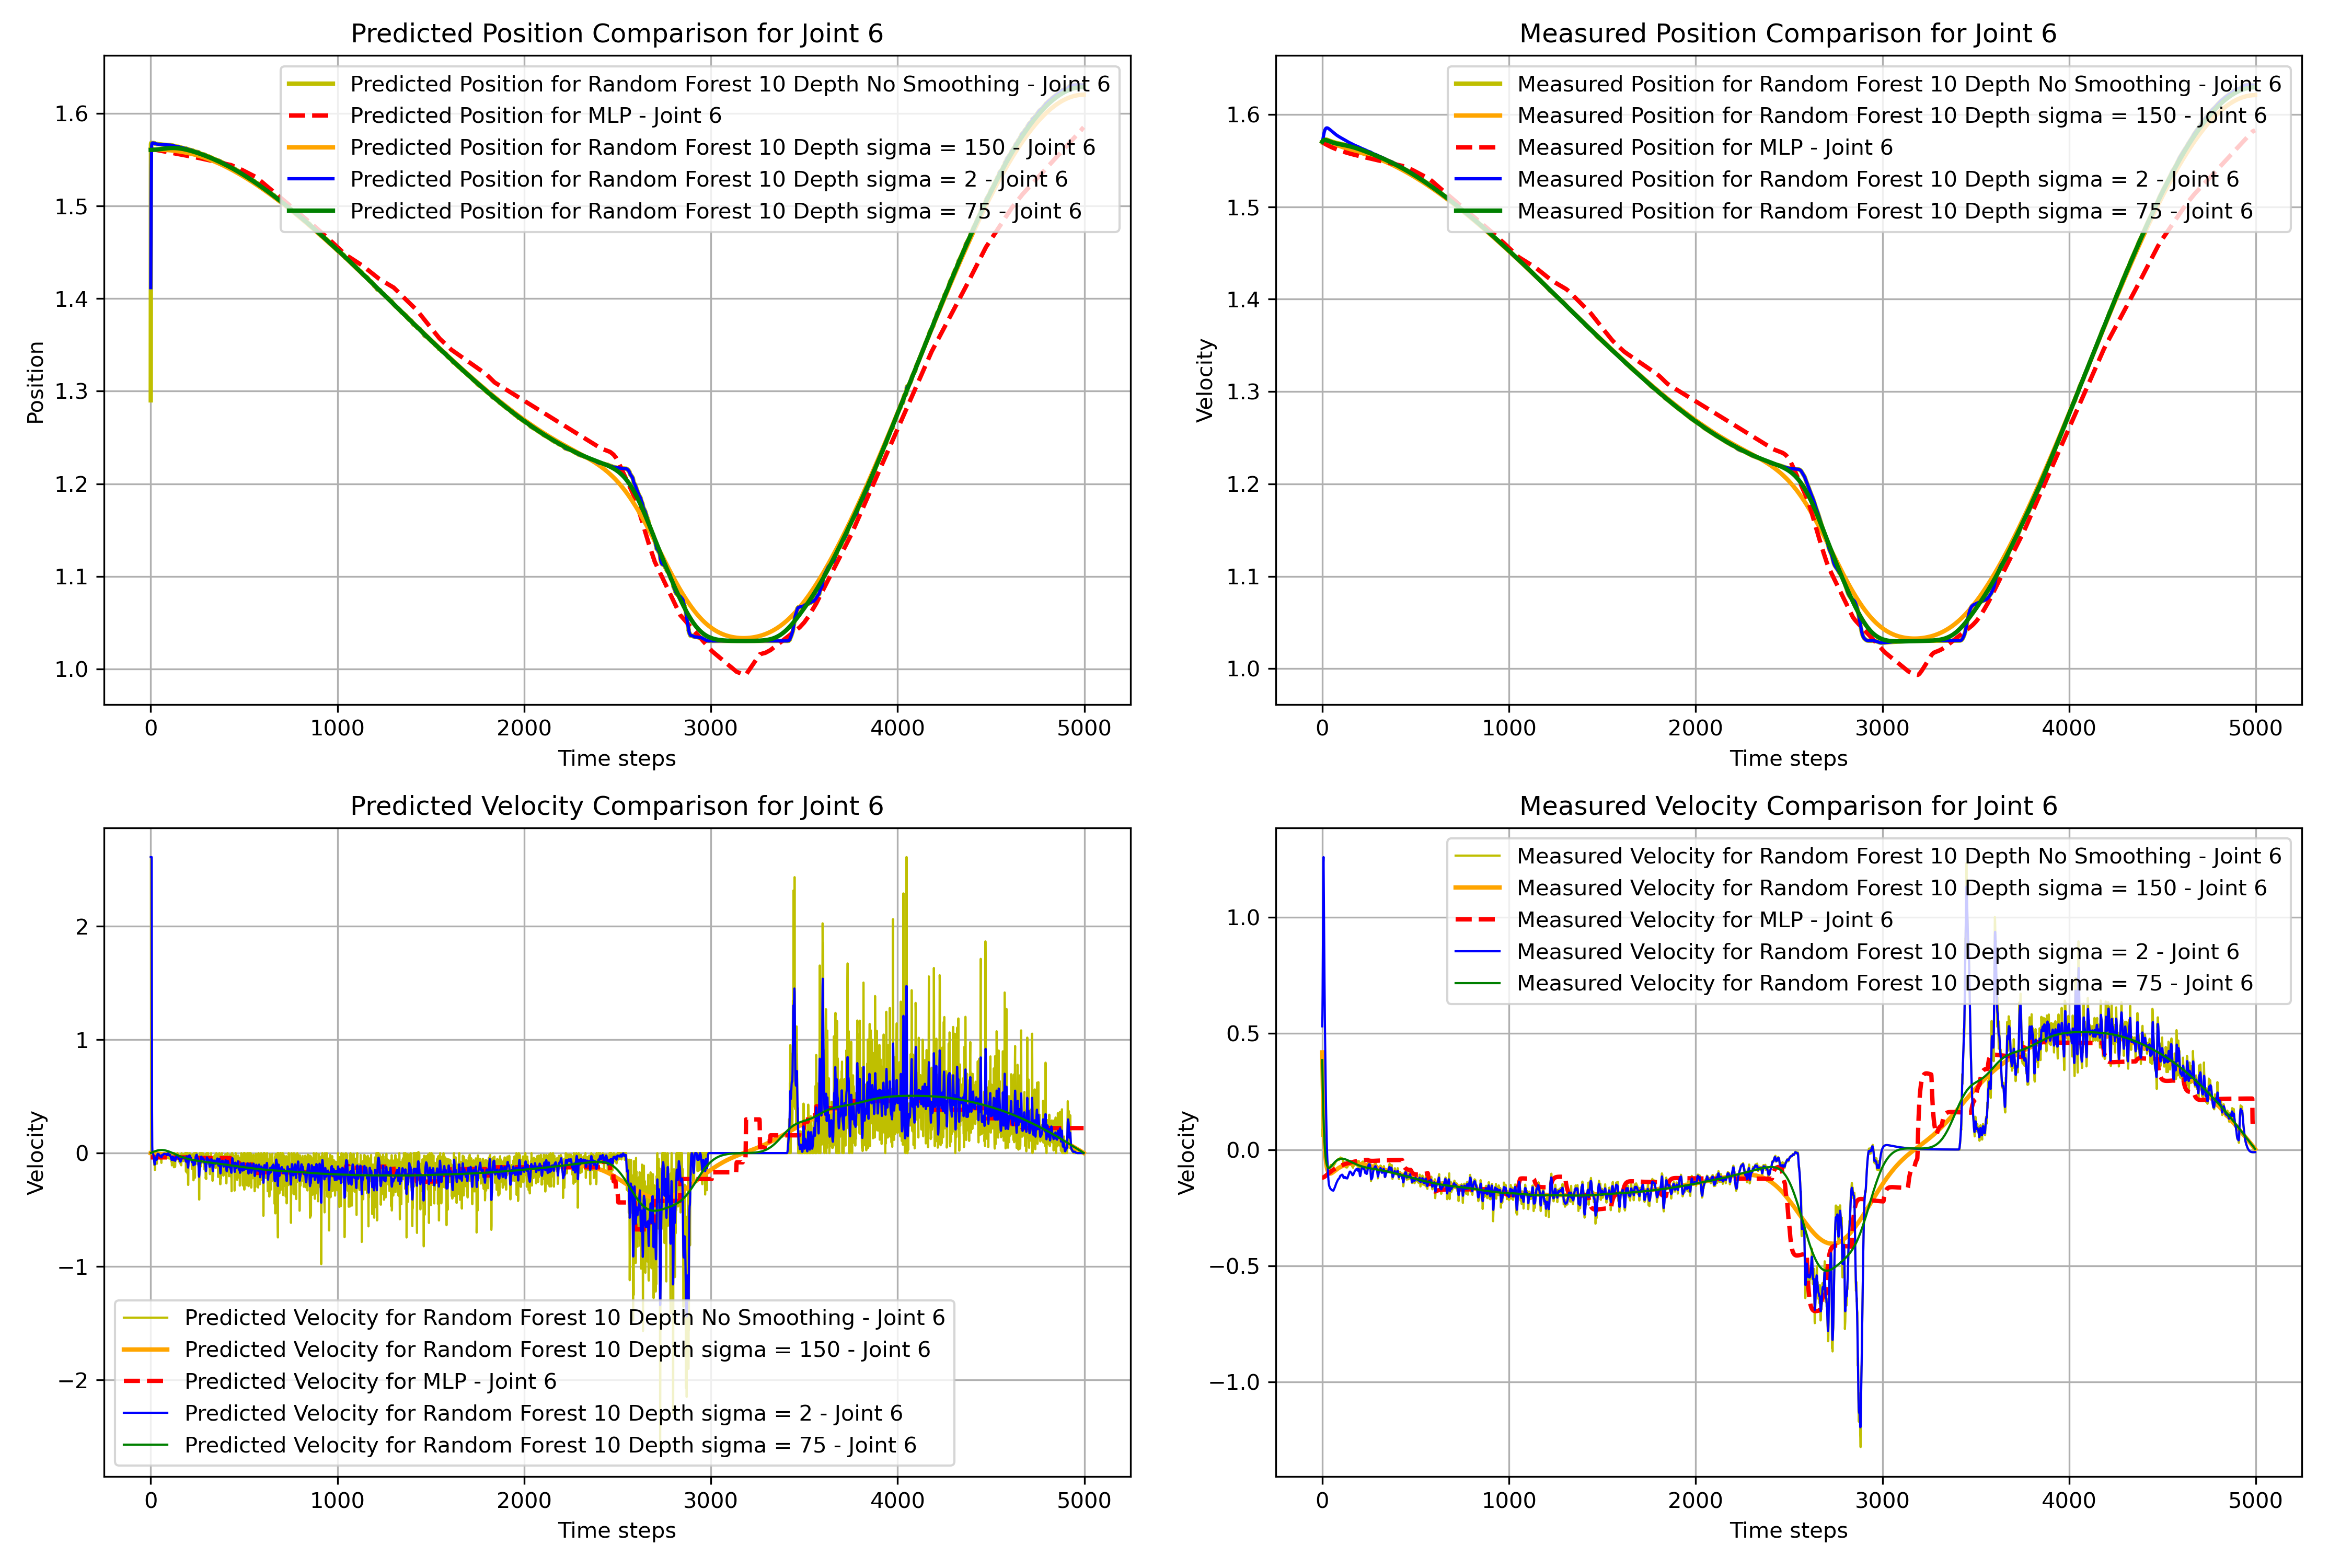 Predicted Position Comparison for Joint 6
Position
1.6
1.5
1.4
1.3
1.2
1.1
1.0
Predicted Position for Random Forest 10 Depth No Smoothing - Joint 6
Predicted Position for MLP - Joint 6
Predicted Position for Random Forest 10 Depth sigma = 150 - Joint 6
Predicted Position for Random Forest 10 Depth sigma = 2 - Joint 6
Predicted Position for Random Forest 10 Depth sigma = 75 - Joint 6
0 1000 2000 3000 4000 5000
Time steps
Measured Position Comparison for Joint 6
Velocity
1.6
1.5
1.4
1.3
1.2
1.1
1.0
Measured Position for Random Forest 10 Depth No Smoothing - Joint 6
Measured Position for Random Forest 10 Depth sigma = 150 - Joint 6
Measured Position for MLP - Joint 6
Measured Position for Random Forest 10 Depth sigma = 2 - Joint 6
Measured Position for Random Forest 10 Depth sigma = 75 - Joint 6
0 1000 2000 3000 4000 5000
Time steps
Predicted Velocity Comparison for Joint 6
Velocity
2
1
0
−1
−2
Predicted Velocity for Random Forest 10 Depth No Smoothing - Joint 6
Predicted Velocity for Random Forest 10 Depth sigma = 150 - Joint 6
Predicted Velocity for MLP - Joint 6
Predicted Velocity for Random Forest 10 Depth sigma = 2 - Joint 6
Predicted Velocity for Random Forest 10 Depth sigma = 75 - Joint 6
0 1000 2000 3000 4000 5000
Time steps
Measured Velocity Comparison for Joint 6
Velocity
1.0
0.5
0.0
−0.5
−1.0
Measured Velocity for Random Forest 10 Depth No Smoothing - Joint 6
Measured Velocity for Random Forest 10 Depth sigma = 150 - Joint 6
Measured Velocity for MLP - Joint 6
Measured Velocity for Random Forest 10 Depth sigma = 2 - Joint 6
Measured Velocity for Random Forest 10 Depth sigma = 75 - Joint 6
0 1000 2000 3000 4000 5000
Time steps